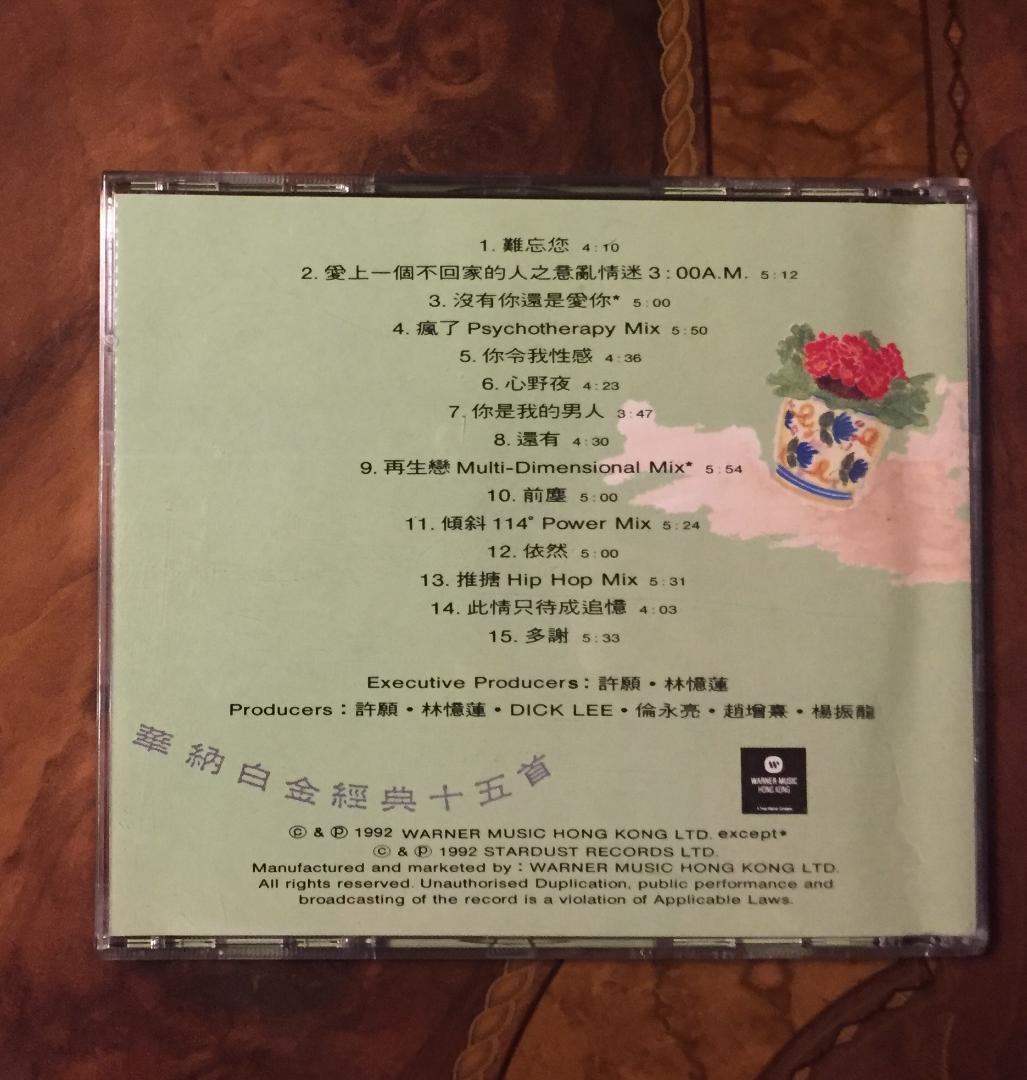 1. 難忘您 4:10
2. 愛上一個不回家的人之意亂情迷 3:00A.M. 5:12
3. 沒有你還是愛你* 5:00
4. 瘋了 Psychotherapy Mix 5:50
5. 你令我性感 4:36
6. 心野夜 4:23
7. 你是我的男人 3:47
8. 還有 4:30
9. 再生戀 Multi-Dimensional Mix* 5:54
10. 前塵 5:00
11. 傾斜 114° Power Mix 5:24
12. 依然 5:00
13. 推搪 Hip Hop Mix 5:31
14. 此情只待成追憶 4:03
15. 多謝 5:33
Executive Producers：許願・林憶蓮
Producers：許願・林憶蓮・DICK LEE・倫永亮・趙增熹・楊振龍
華納白金經典十五首
W
WARNER MUSIC
HONG KONG
© & ℗ 1992 WARNER MUSIC HONG KONG LTD. except*
© & ℗ 1992 STARDUST RECORDS LTD.
Manufactured and marketed by：WARNER MUSIC HONG KONG LTD.
All rights reserved. Unauthorised Duplication, public performance and
broadcasting of the record is a violation of Applicable Laws.